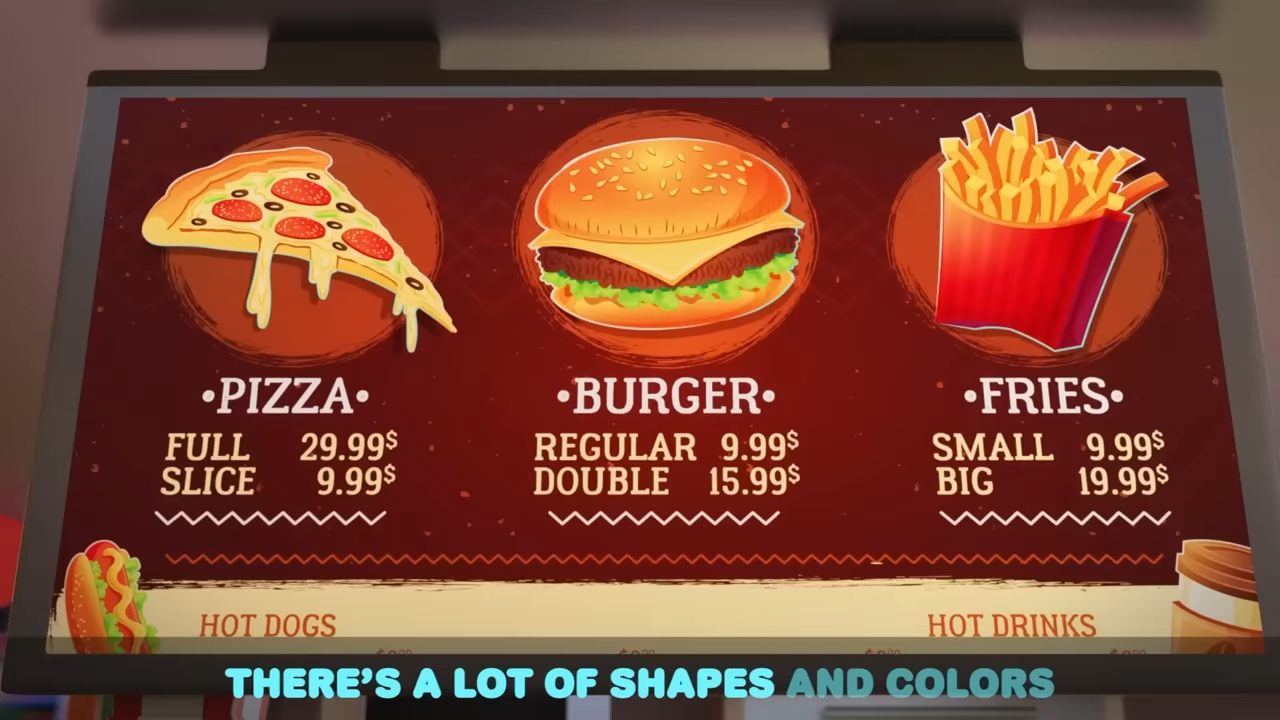 •PIZZA•
FULL 29.99$
SLICE 9.99$
•BURGER•
REGULAR 9.99$
DOUBLE 15.99$
•FRIES•
SMALL 9.99$
BIG 19.99$
HOT DOGS
HOT DRINKS
THERE'S A LOT OF SHAPES AND COLORS